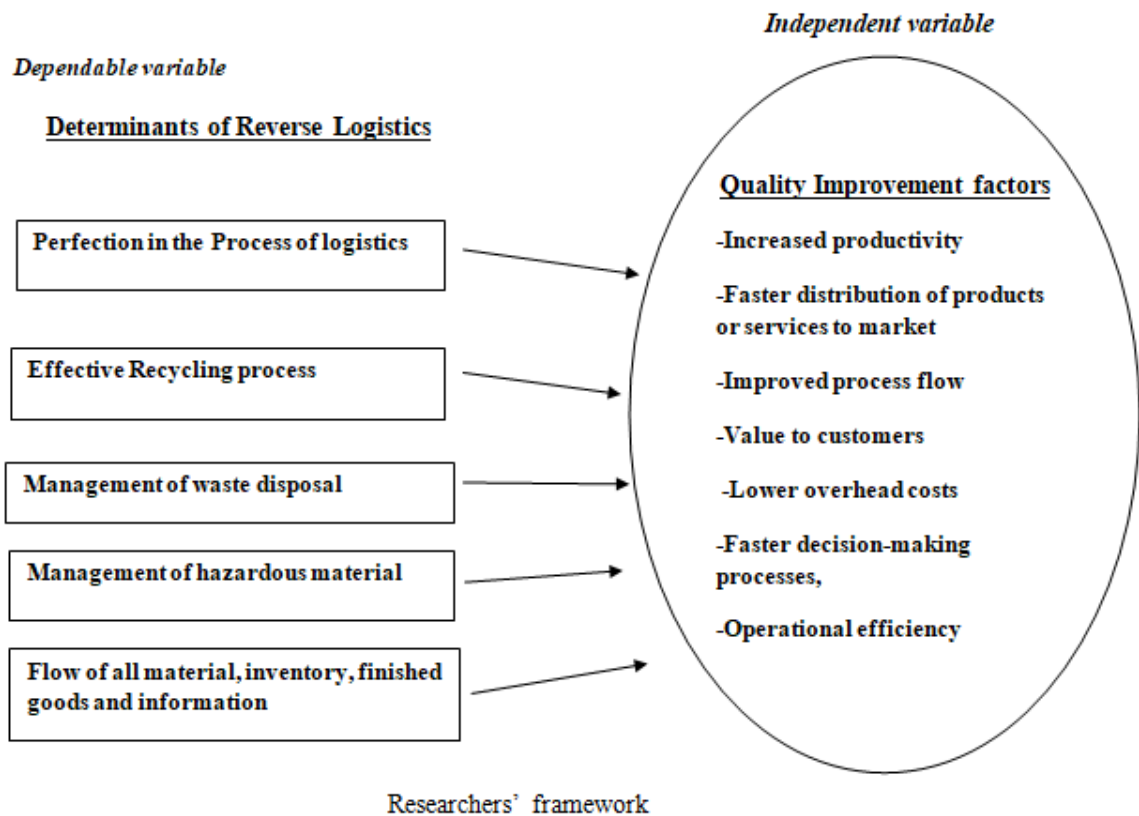 Independent variable
Dependable variable
Determinants of Reverse Logistics
Perfection in the Process of logistics
Effective Recycling process
Management of waste disposal
Management of hazardous material
Flow of all material, inventory, finished
goods and information
Quality Improvement factors
-Increased productivity
-Faster distribution of products
or services to market
-Improved process flow
-Value to customers
-Lower overhead costs
-Faster decision-making
processes,
-Operational efficiency
Researchers’ framework